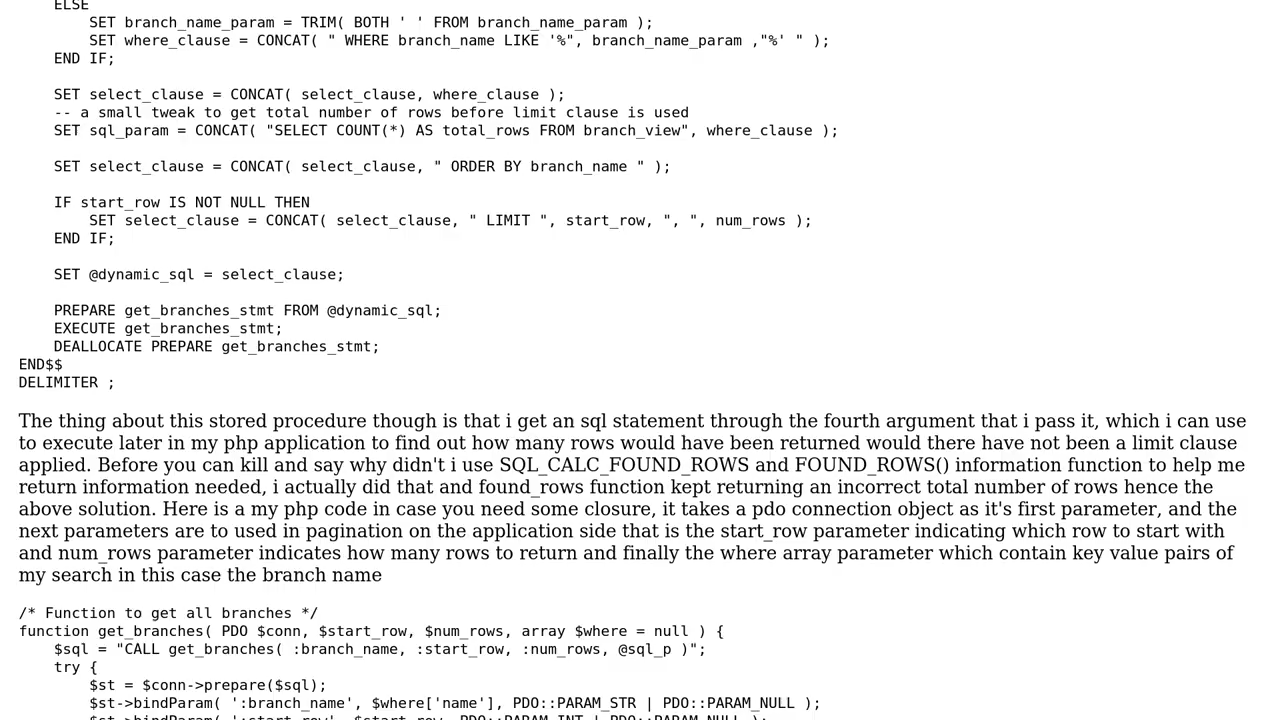 ELSE
        SET branch_name_param = TRIM( BOTH ' ' FROM branch_name_param );
        SET where_clause = CONCAT( " WHERE branch_name LIKE '%", branch_name_param ,"%' " );
    END IF;

    SET select_clause = CONCAT( select_clause, where_clause );
    -- a small tweak to get total number of rows before limit clause is used
    SET sql_param = CONCAT( "SELECT COUNT(*) AS total_rows FROM branch_view", where_clause );

    SET select_clause = CONCAT( select_clause, " ORDER BY branch_name " );

    IF start_row IS NOT NULL THEN
        SET select_clause = CONCAT( select_clause, " LIMIT ", start_row, ", ", num_rows );
    END IF;

    SET @dynamic_sql = select_clause;

    PREPARE get_branches_stmt FROM @dynamic_sql;
    EXECUTE get_branches_stmt;
    DEALLOCATE PREPARE get_branches_stmt;
END$$
DELIMITER ;

The thing about this stored procedure though is that i get an sql statement through the fourth argument that i pass it, which i can use
to execute later in my php application to find out how many rows would have been returned would there have not been a limit clause
applied. Before you can kill and say why didn't i use SQL_CALC_FOUND_ROWS and FOUND_ROWS() information function to help me
return information needed, i actually did that and found_rows function kept returning an incorrect total number of rows hence the
above solution. Here is a my php code in case you need some closure, it takes a pdo connection object as it's first parameter, and the
next parameters are to used in pagination on the application side that is the start_row parameter indicating which row to start with
and num_rows parameter indicates how many rows to return and finally the where array parameter which contain key value pairs of
my search in this case the branch name

/* Function to get all branches */
function get_branches( PDO $conn, $start_row, $num_rows, array $where = null ) {
    $sql = "CALL get_branches( :branch_name, :start_row, :num_rows, @sql_p )";
    try {
        $st = $conn->prepare($sql);
        $st->bindParam( ':branch_name', $where['name'], PDO::PARAM_STR | PDO::PARAM_NULL );
        $st->bindParam( ':start_row', $start_row, PDO::PARAM_INT | PDO::PARAM_NULL );